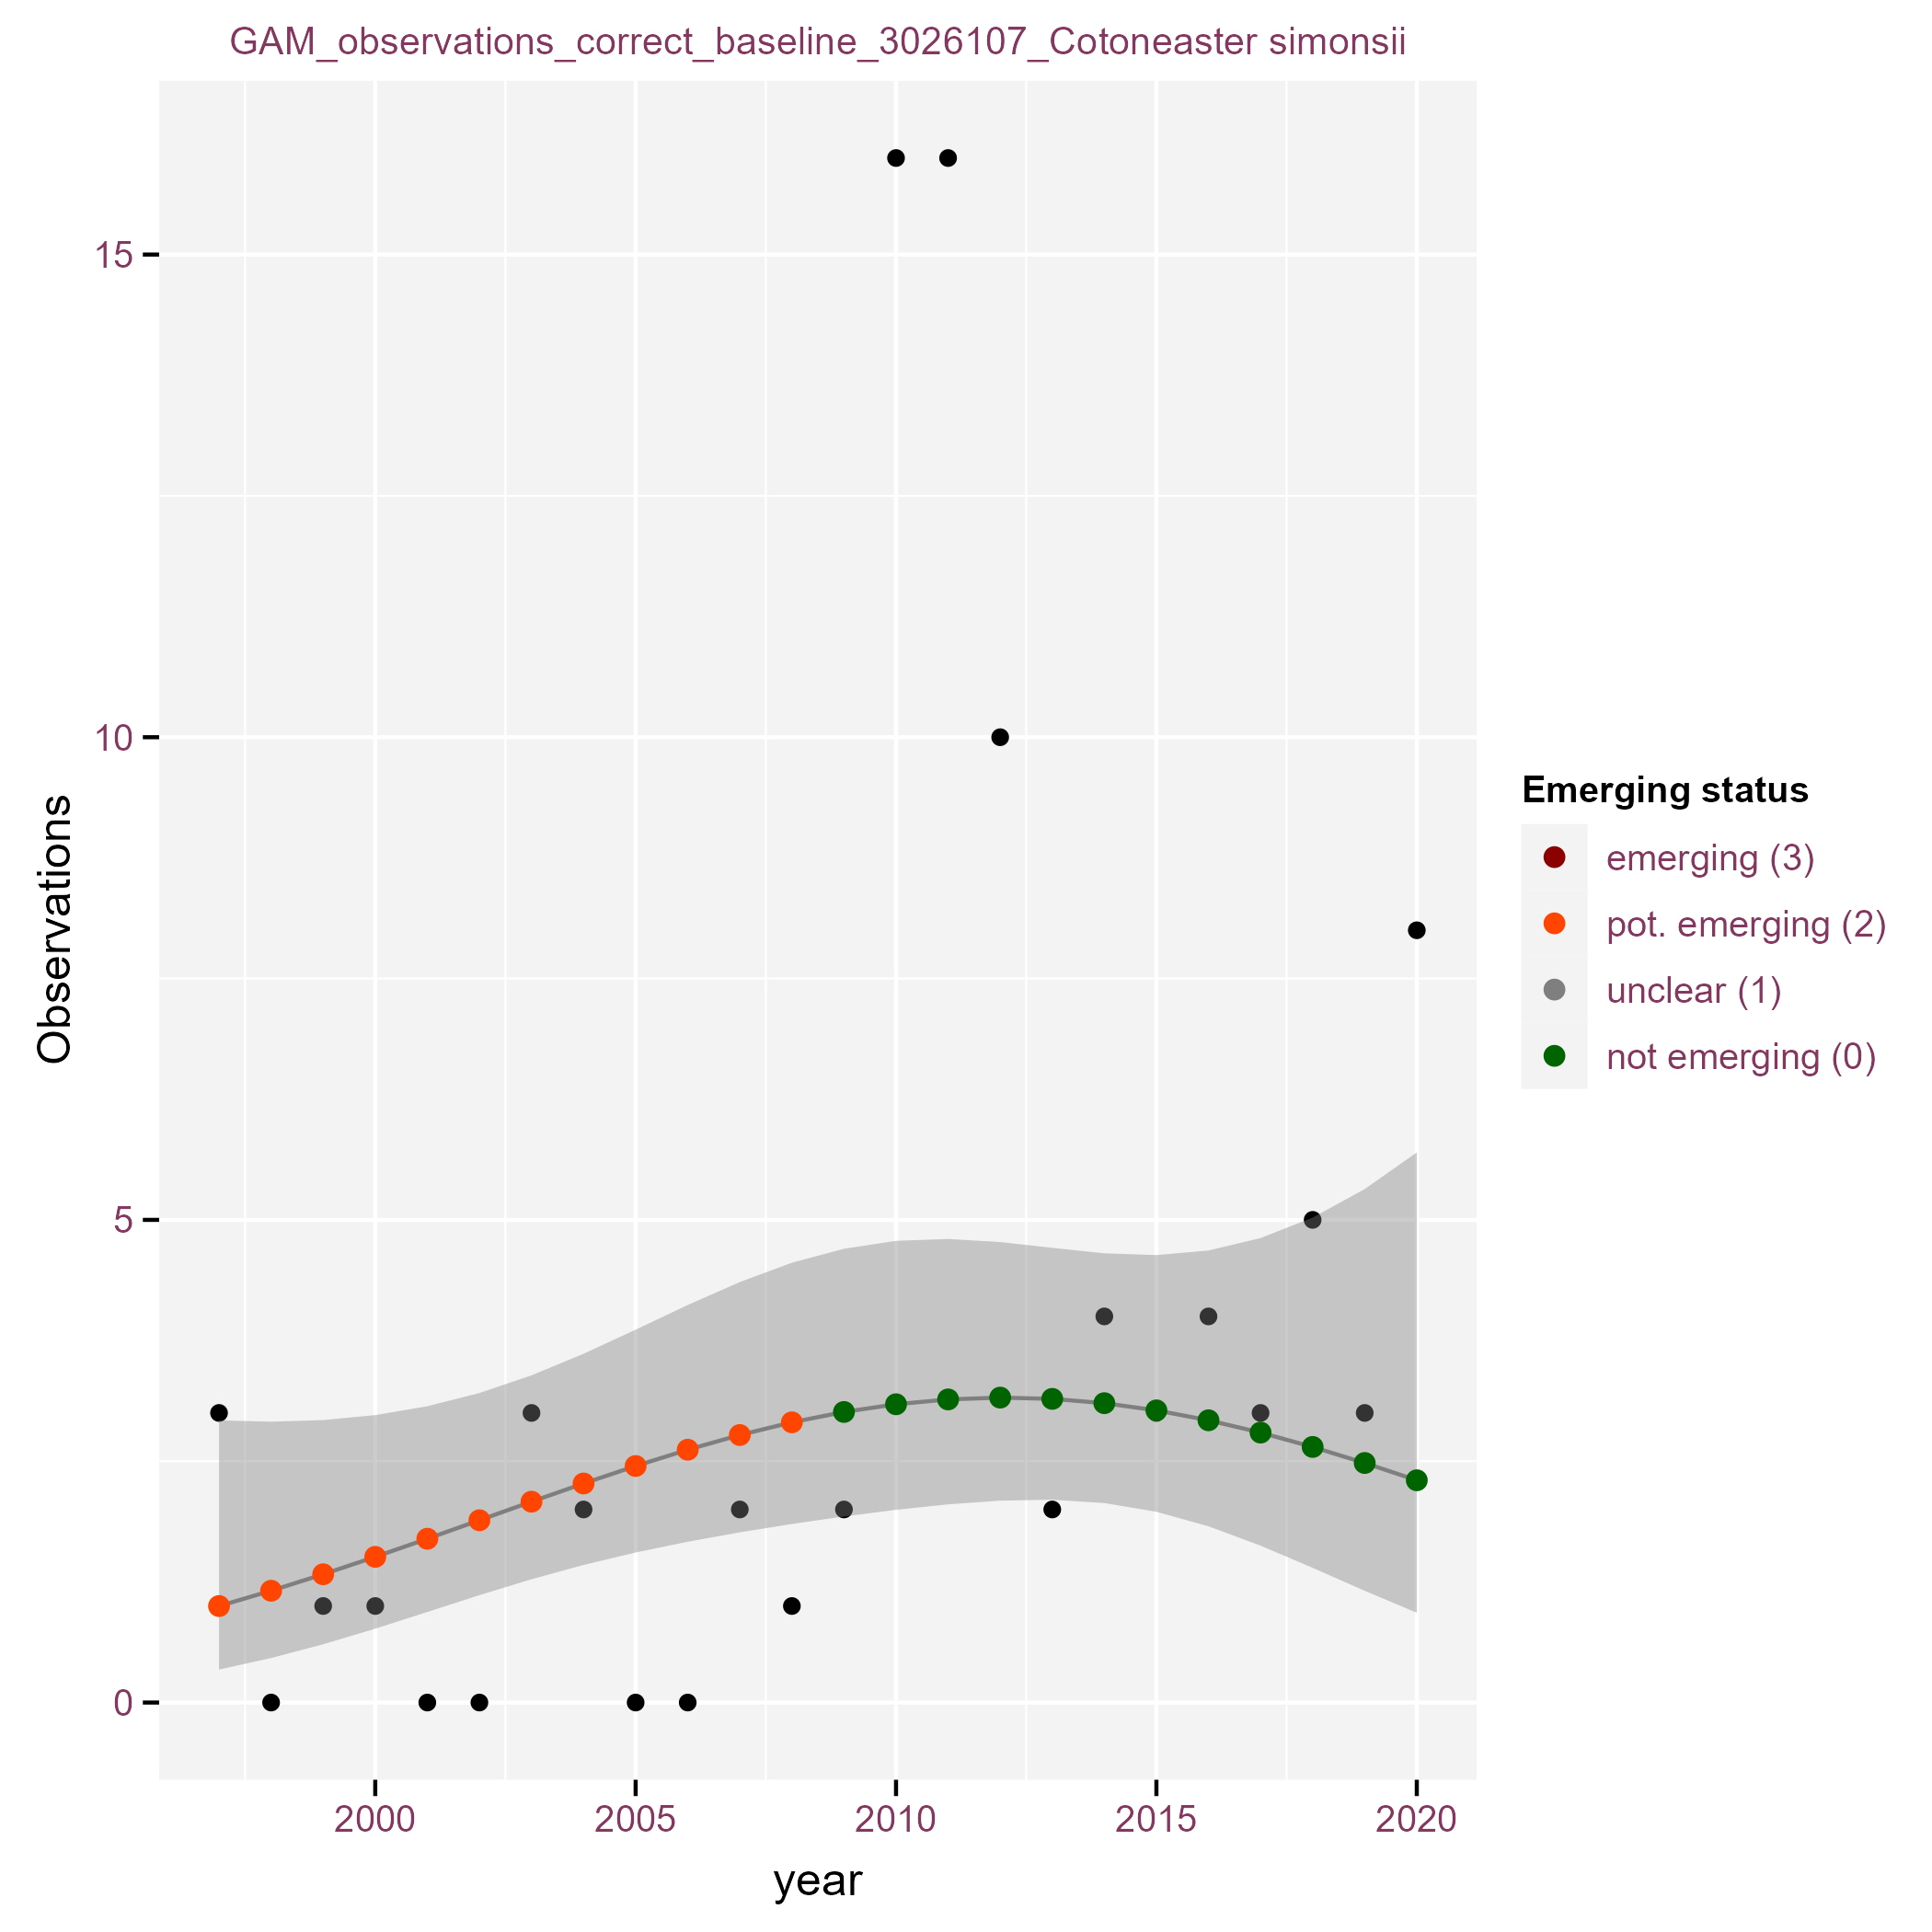 GAM_observations_correct_baseline_3026107_Cotoneaster simonsii
15
10
5
0
Observations
2000 2005 2010 2015 2020
year
Emerging status
emerging (3)
pot. emerging (2)
unclear (1)
not emerging (0)